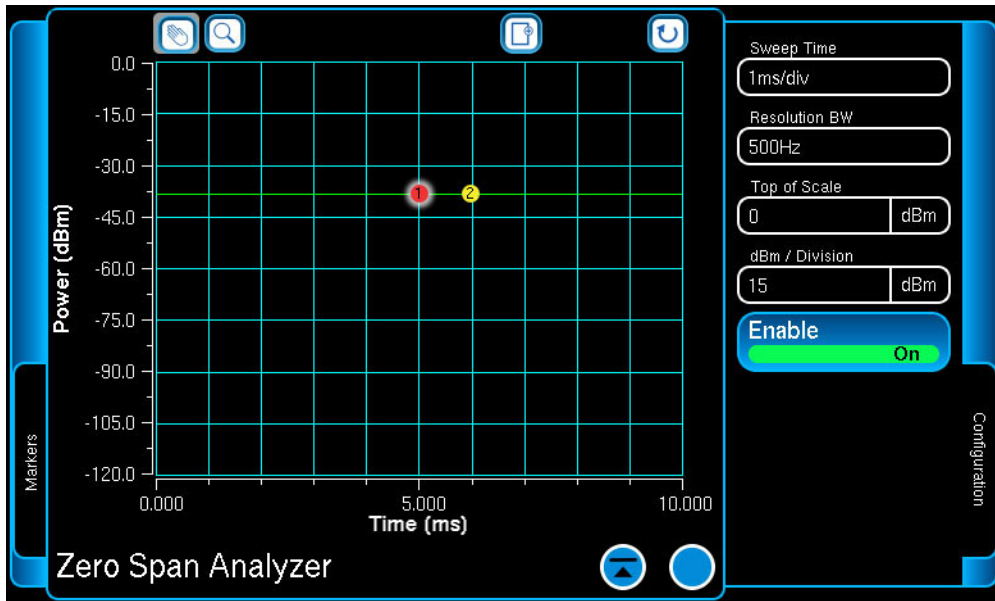 0.0
-15.0
-30.0
-45.0
-60.0
-75.0
-90.0
-105.0
-120.0
Power (dBm)
1
2
0.000
5.000
10.000
Time (ms)
Zero Span Analyzer
Markers
Sweep Time
1ms/div
Resolution BW
500Hz
Top of Scale
0 dBm
dBm / Division
15 dBm
Enable
On
Configuration